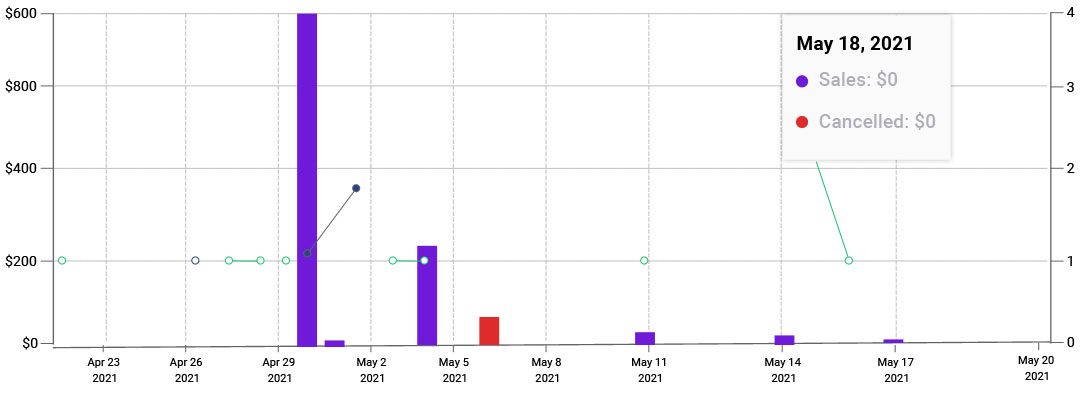 $600
$800
$400
$200
$0
4
3
2
1
0
May 18, 2021
Sales: $0
Cancelled: $0
Apr 23
2021
Apr 26
2021
Apr 29
2021
May 2
2021
May 5
2021
May 8
2021
May 11
2021
May 14
2021
May 17
2021
May 20
2021